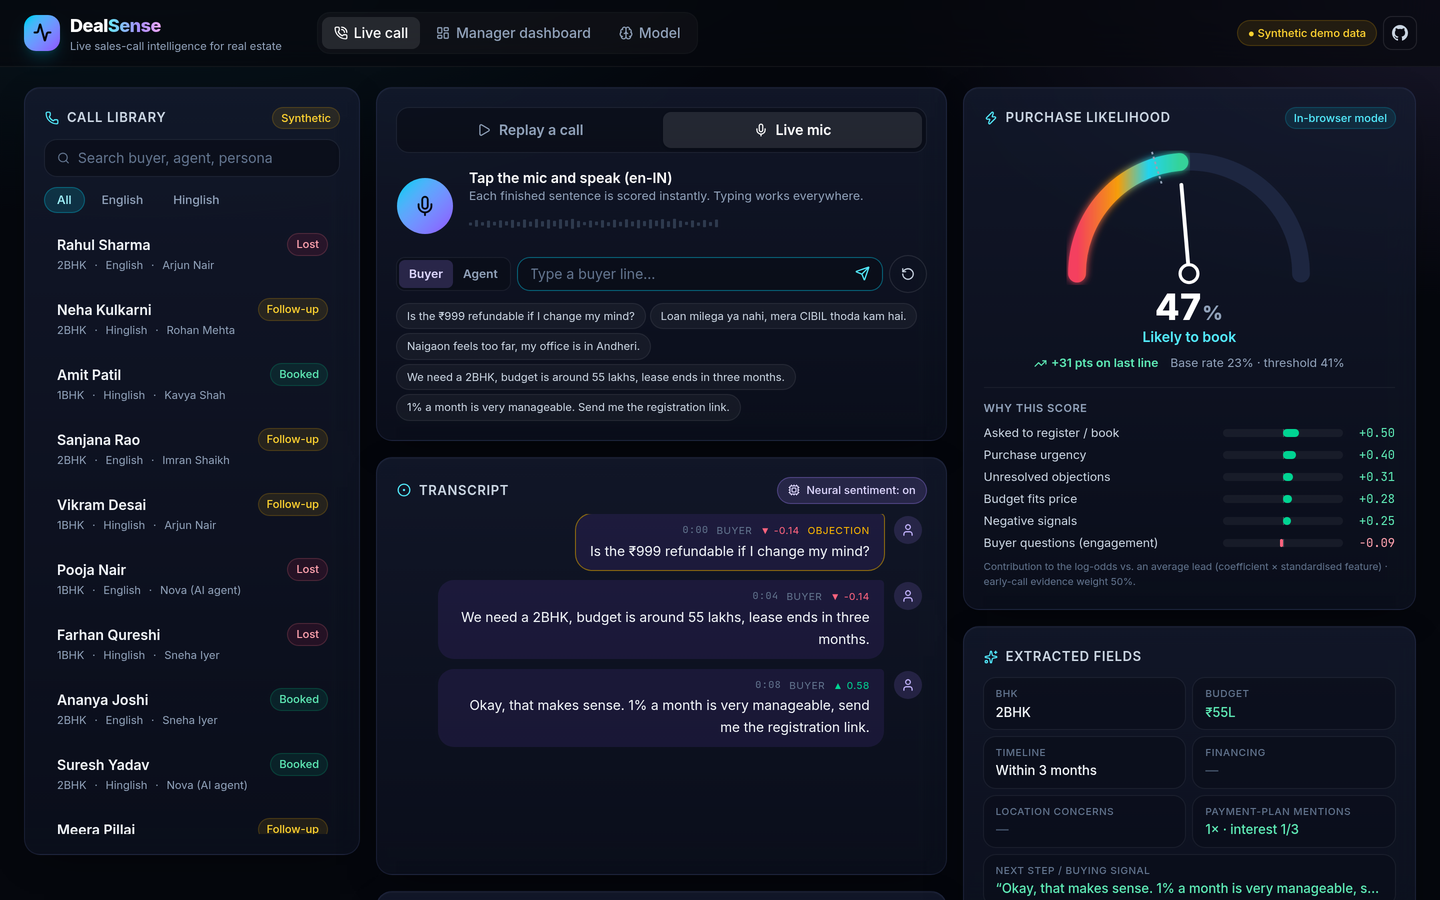 DealSense
Live sales-call intelligence for real estate
Live call
Manager dashboard
Model
● Synthetic demo data
CALL LIBRARY
Synthetic
Search buyer, agent, persona
All
English
Hinglish
Rahul Sharma
Lost
2BHK · English · Arjun Nair
Neha Kulkarni
Follow-up
2BHK · Hinglish · Rohan Mehta
Amit Patil
Booked
1BHK · Hinglish · Kavya Shah
Sanjana Rao
Follow-up
2BHK · English · Imran Shaikh
Vikram Desai
Follow-up
1BHK · Hinglish · Arjun Nair
Pooja Nair
Lost
1BHK · English · Nova (AI agent)
Farhan Qureshi
Lost
1BHK · Hinglish · Sneha Iyer
Ananya Joshi
Booked
2BHK · English · Sneha Iyer
Suresh Yadav
Booked
2BHK · Hinglish · Nova (AI agent)
Meera Pillai
Follow-up
Replay a call
Live mic
Tap the mic and speak (en-IN)
Each finished sentence is scored instantly. Typing works everywhere.
Buyer
Agent
Type a buyer line...
Is the ₹999 refundable if I change my mind?
Loan milega ya nahi, mera CIBIL thoda kam hai.
Naigaon feels too far, my office is in Andheri.
We need a 2BHK, budget is around 55 lakhs, lease ends in three months.
1% a month is very manageable. Send me the registration link.
TRANSCRIPT
Neural sentiment: on
0:00 BUYER ▼ -0.14 OBJECTION
Is the ₹999 refundable if I change my mind?
0:04 BUYER ▼ -0.14
We need a 2BHK, budget is around 55 lakhs, lease ends in three
months.
0:08 BUYER ▲ 0.58
Okay, that makes sense. 1% a month is very manageable, send
me the registration link.
PURCHASE LIKELIHOOD
In-browser model
47%
Likely to book
+31 pts on last line
Base rate 23% · threshold 41%
WHY THIS SCORE
Asked to register / book +0.50
Purchase urgency +0.40
Unresolved objections +0.31
Budget fits price +0.28
Negative signals +0.25
Buyer questions (engagement) -0.09
Contribution to the log-odds vs. an average lead (coefficient × standardised feature) ·
early-call evidence weight 50%.
EXTRACTED FIELDS
BHK
2BHK
BUDGET
₹55L
TIMELINE
Within 3 months
FINANCING
—
LOCATION CONCERNS
—
PAYMENT-PLAN MENTIONS
1× · interest 1/3
NEXT STEP / BUYING SIGNAL
“Okay, that makes sense. 1% a month is very manageable, s...